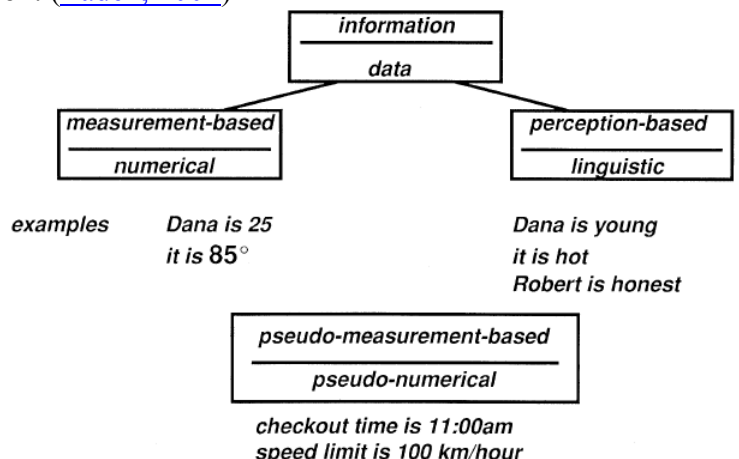 information
data
measurement-based
numerical
perception-based
linguistic
examples
Dana is 25
it is 85°
Dana is young
it is hot
Robert is honest
pseudo-measurement-based
pseudo-numerical
checkout time is 11:00am
speed limit is 100 km/hour